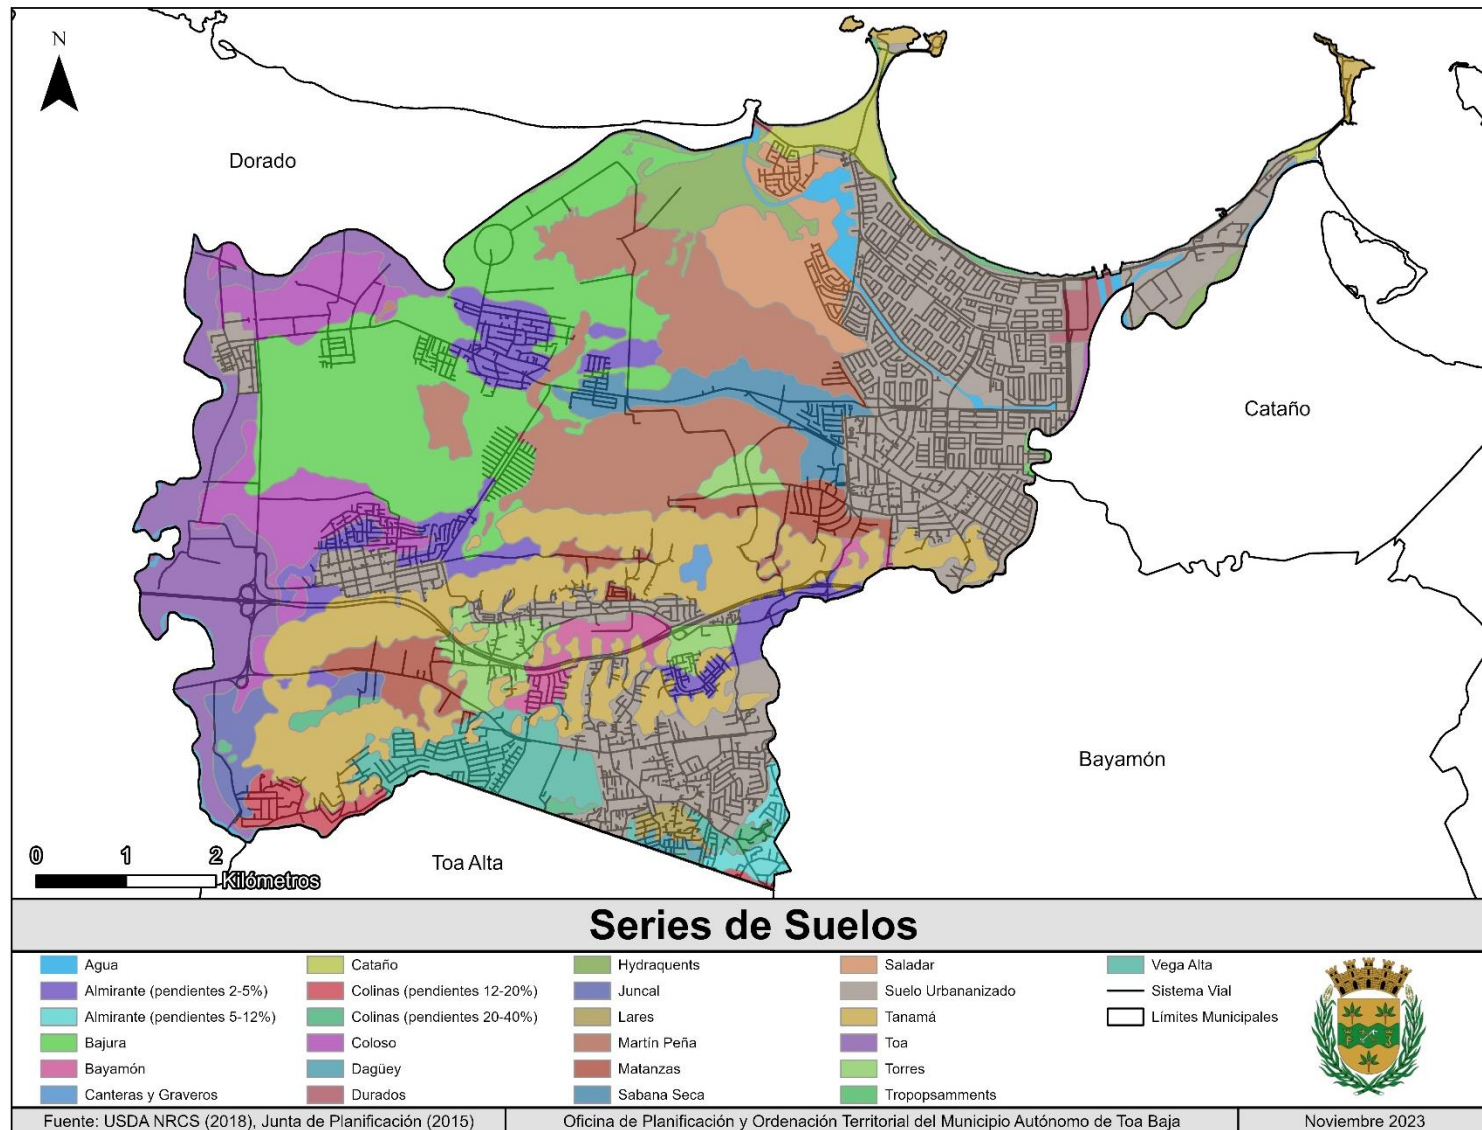 N
Dorado
Cataño
Bayamón
Toa Alta
0 1 2
Kilómetros
Series de Suelos
Agua
Almirante (pendientes 2-5%)
Almirante (pendientes 5-12%)
Bajura
Bayamón
Canteras y Graveros
Cataño
Colinas (pendientes 12-20%)
Colinas (pendientes 20-40%)
Coloso
Dagüey
Durados
Hydraquents
Juncal
Lares
Martín Peña
Matanzas
Sabana Seca
Saladar
Suelo Urbananizado
Tanamá
Toa
Torres
Tropopsamments
Vega Alta
Sistema Vial
Límites Municipales
Fuente: USDA NRCS (2018), Junta de Planificación (2015)
Oficina de Planificación y Ordenación Territorial del Municipio Autónomo de Toa Baja
Noviembre 2023